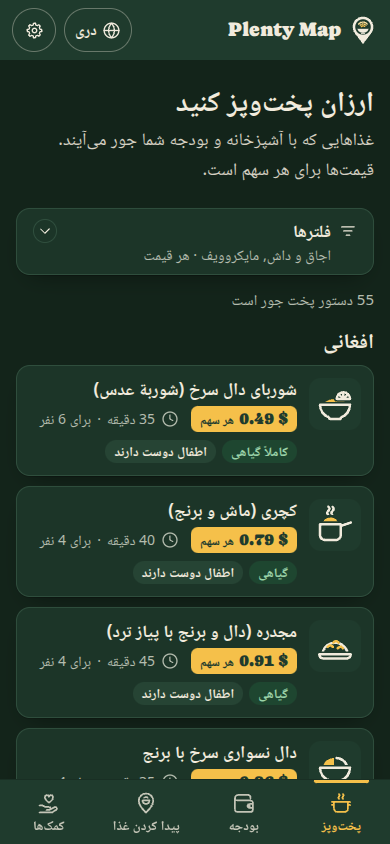 Plenty Map
دری
ارزان پخت‌وپز کنید
غذاهایی که با آشپزخانه و بودجه شما جور می‌آیند.
قیمت‌ها برای هر سهم است.
فلترها
اجاق و داش, مایکروویف · هر قیمت
55 دستور پخت جور است
افغانی
شوربای دال سرخ (شوربهٔ عدس)
$ 0.49 هر سهم
35 دقیقه · برای 6 نفر
کاملاً گیاهی
اطفال دوست دارند
کچری (ماش و برنج)
$ 0.79 هر سهم
40 دقیقه · برای 4 نفر
گیاهی
اطفال دوست دارند
مجدره (دال و برنج با پیاز ترد)
$ 0.91 هر سهم
45 دقیقه · برای 4 نفر
گیاهی
اطفال دوست دارند
دال نسواری سرخ با برنج
پخت‌وپز
بودجه
پیدا کردن غذا
کمک‌ها